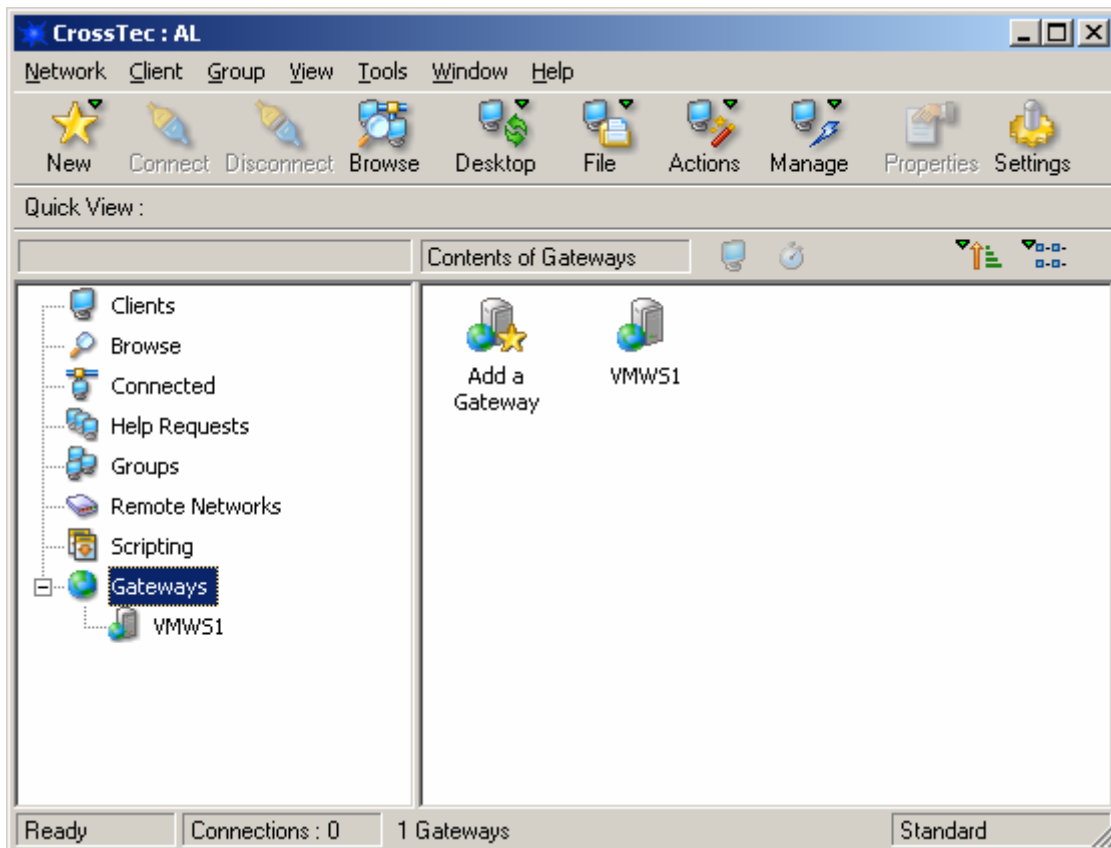 CrossTec : AL
Network Client Group View Tools Window Help
New Connect Disconnect Browse Desktop File Actions Manage Properties Settings
Quick View :
Contents of Gateways
Clients
Browse
Connected
Help Requests
Groups
Remote Networks
Scripting
Gateways
VMWS1
Add a
Gateway
VMWS1
Ready Connections : 0 1 Gateways Standard